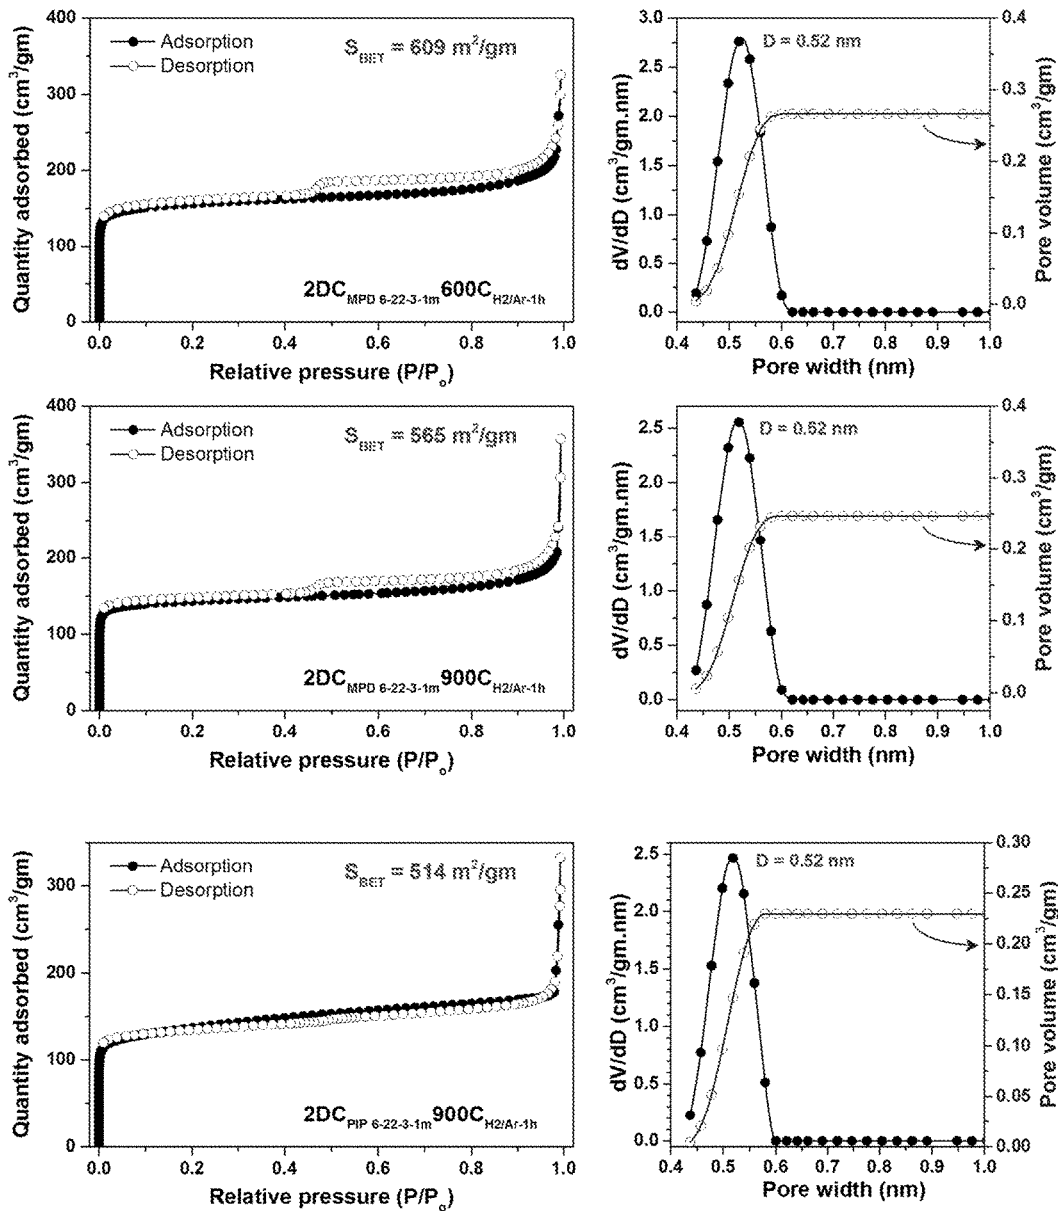 Adsorption
Desorption
S_BET = 609 m²/gm
2DC_MPD 6-22-3-1m 600C_H2/Ar-1h
Quantity adsorbed (cm³/gm)
400
300
200
100
0
0.0 0.2 0.4 0.6 0.8 1.0
Relative pressure (P/P_o)
D = 0.52 nm
dV/dD (cm³/gm.nm)
3.0
2.5
2.0
1.5
1.0
0.5
0.0
Pore volume (cm³/gm)
0.4
0.3
0.2
0.1
0.0
0.4 0.5 0.6 0.7 0.8 0.9 1.0
Pore width (nm)
Adsorption
Desorption
S_BET = 565 m²/gm
2DC_MPD 6-22-3-1m 900C_H2/Ar-1h
Quantity adsorbed (cm³/gm)
400
300
200
100
0
0.0 0.2 0.4 0.6 0.8 1.0
Relative pressure (P/P_o)
D = 0.52 nm
dV/dD (cm³/gm.nm)
2.5
2.0
1.5
1.0
0.5
0.0
Pore volume (cm³/gm)
0.4
0.3
0.2
0.1
0.0
0.4 0.5 0.6 0.7 0.8 0.9 1.0
Pore width (nm)
Adsorption
Desorption
S_BET = 514 m²/gm
2DC_PIP 6-22-3-1m 900C_H2/Ar-1h
Quantity adsorbed (cm³/gm)
300
200
100
0
0.0 0.2 0.4 0.6 0.8 1.0
Relative pressure (P/P_o)
D = 0.52 nm
dV/dD (cm³/gm.nm)
2.5
2.0
1.5
1.0
0.5
0.0
Pore volume (cm³/gm)
0.30
0.25
0.20
0.15
0.10
0.05
0.00
0.4 0.5 0.6 0.7 0.8 0.9 1.0
Pore width (nm)